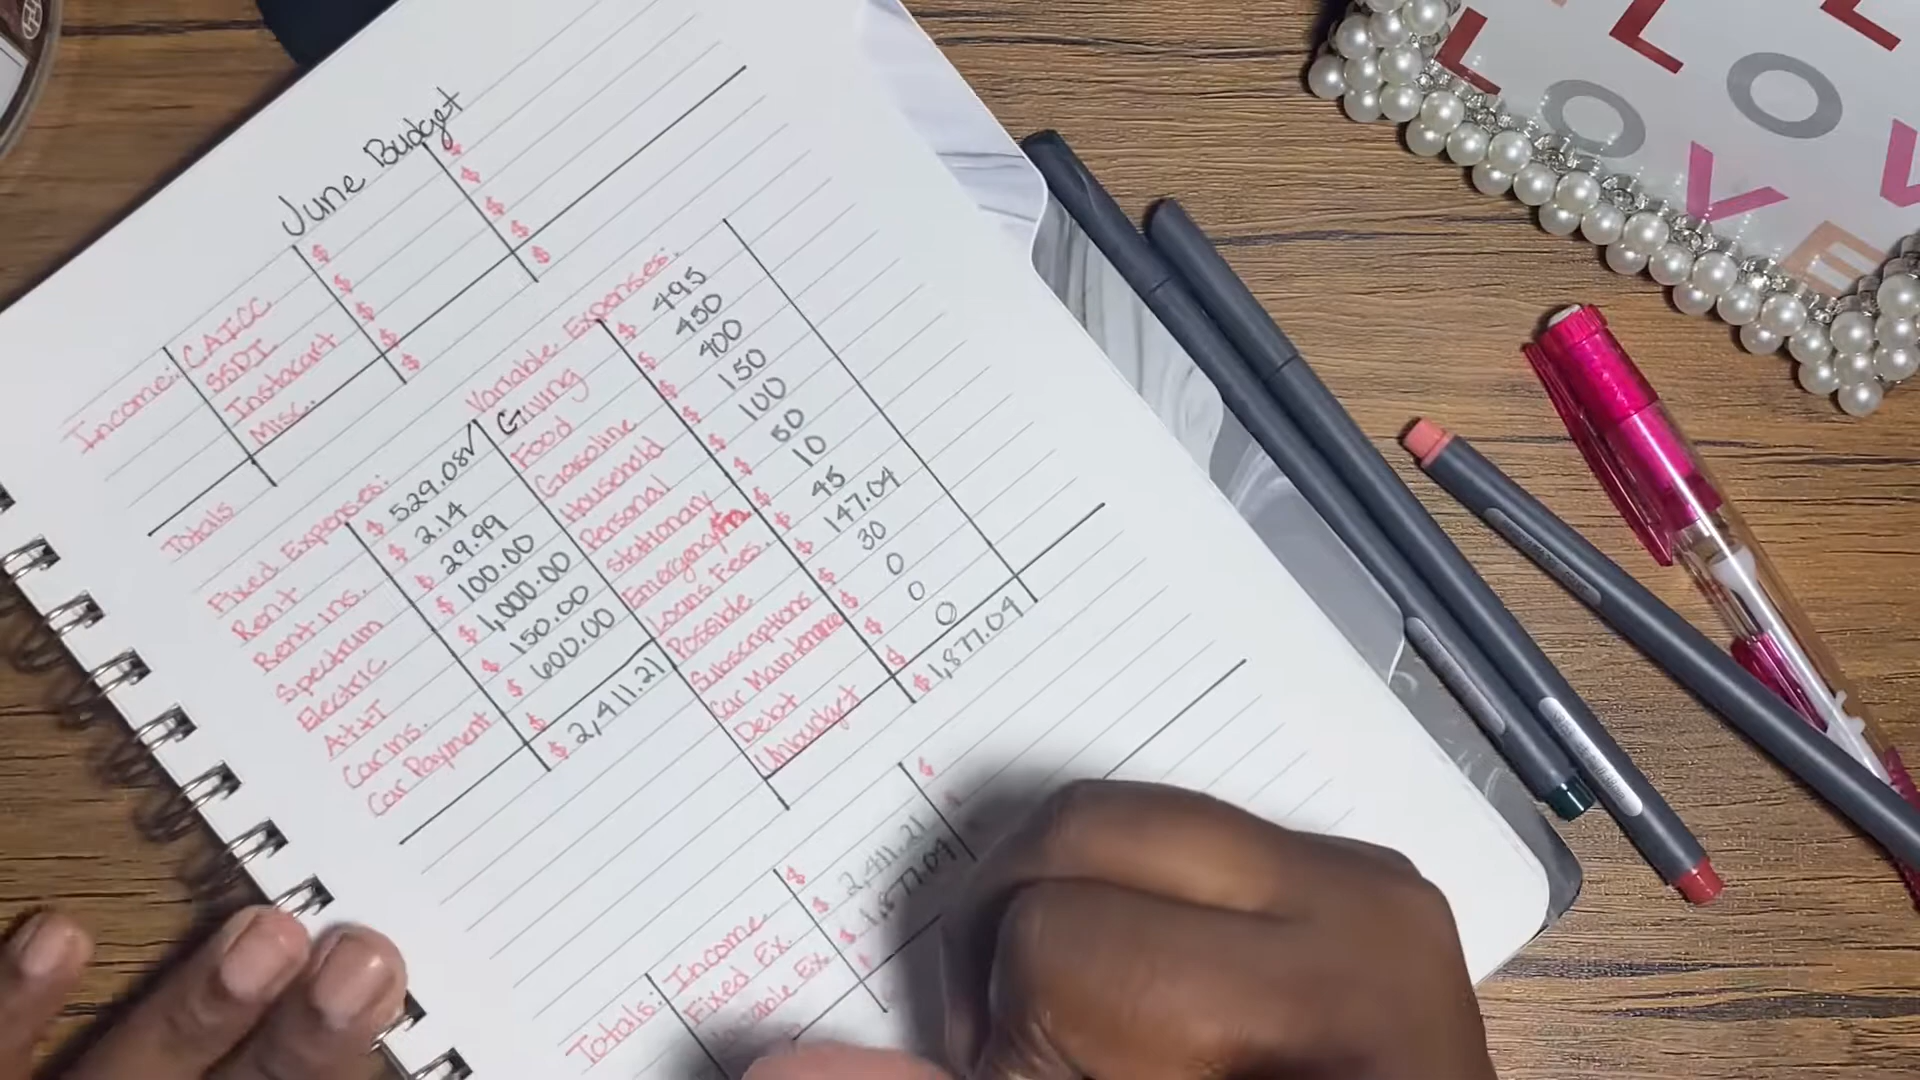 June Budget
Income: CAICC $ $
SSDI $ $
Instacart $ $
Misc. $ $
Totals $ $
Fixed Expenses:
Rent $ 529.08✓
Rent ins. $ 2.14
Spectrum $ 29.99
Electric $ 100.00
AT+T $ 1,000.00
Car ins. $ 150.00
Car Payment $ 600.00
$
$ 2,411.21
Variable Expenses:
Giving $ 495
Food $ 450
Gasoline $ 400
Household $ 150
Personal $ 100
Stationary $ 50
Emergency $ 10
Loans Fees. $ 45
Possible $ 147.04
Subscriptions $ 30
Car Maintenance $ 0
Debt $ 0
Unbudget $ 0
$ 1,877.04
Totals: Income. $ $
Fixed Ex. $ 2,411.21
Variable Ex. $ 1,877.04
$
L L L
O O
V V
E